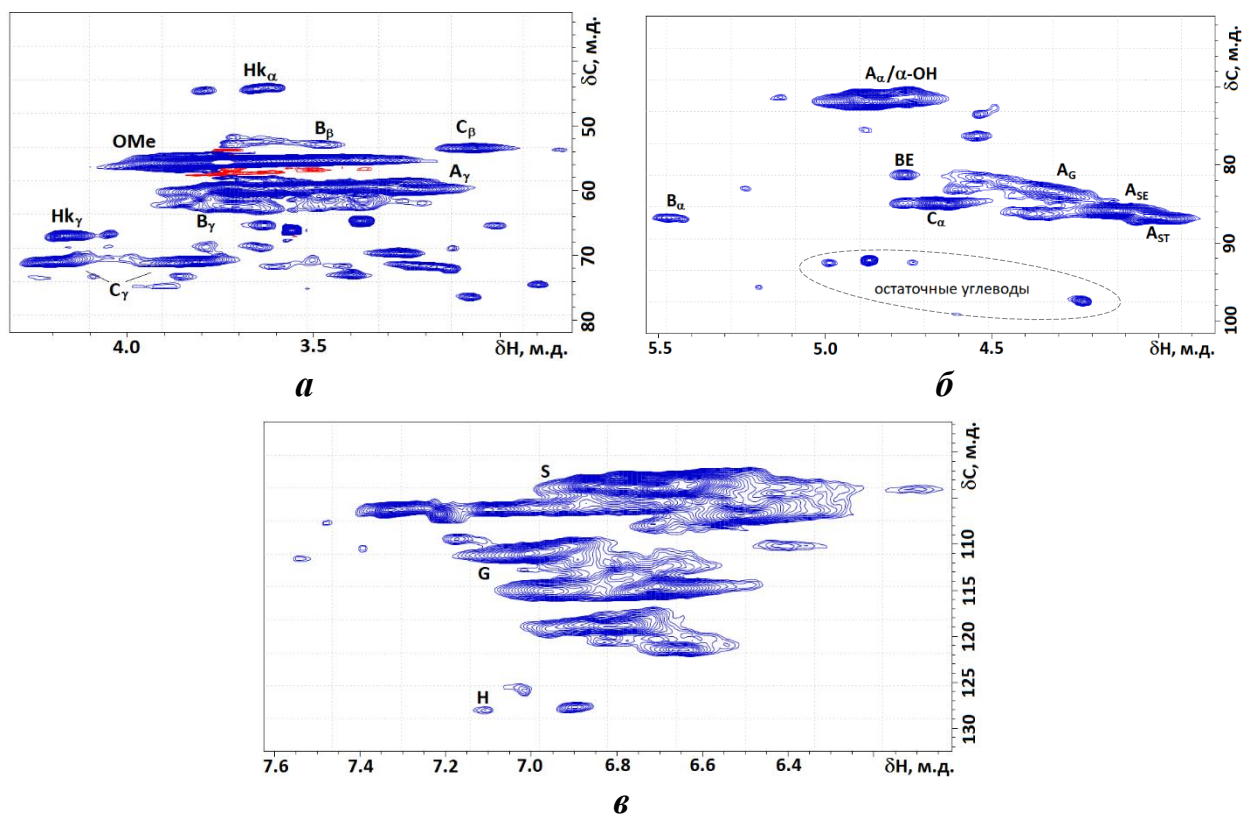 Hkα
δC, м.д.
50
60
70
80
OMe
Bβ
Cβ
Aγ
Bγ
Hkγ
Cγ
4.0
3.5
δH, м.д.
а
δC, м.д.
80
90
100
Aα/α-OH
BE
AG
ASE
AST
Bα
Cα
остаточные углеводы
5.5
5.0
4.5
δH, м.д.
б
δC, м.д.
110
115
120
125
130
S
G
H
7.6
7.4
7.2
7.0
6.8
6.6
6.4
δH, м.д.
в